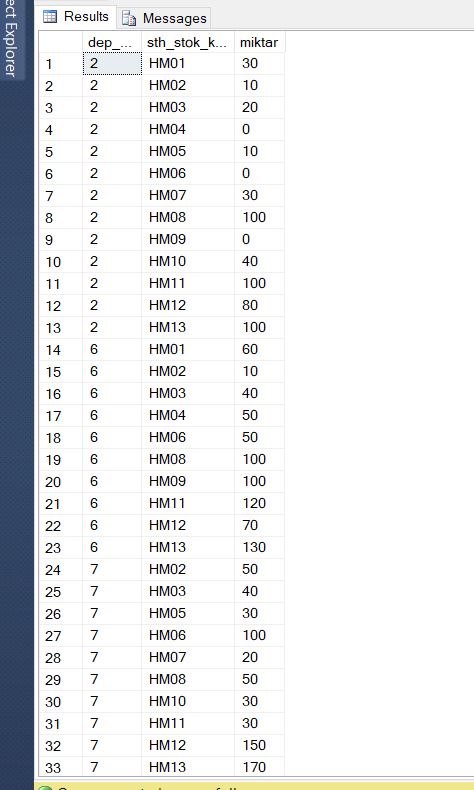 ect Explorer
Results Messages
dep_... sth_stok_k... miktar
1 2 HM01 30
2 2 HM02 10
3 2 HM03 20
4 2 HM04 0
5 2 HM05 10
6 2 HM06 0
7 2 HM07 30
8 2 HM08 100
9 2 HM09 0
10 2 HM10 40
11 2 HM11 100
12 2 HM12 80
13 2 HM13 100
14 6 HM01 60
15 6 HM02 10
16 6 HM03 40
17 6 HM04 50
18 6 HM06 50
19 6 HM08 100
20 6 HM09 100
21 6 HM11 120
22 6 HM12 70
23 6 HM13 130
24 7 HM02 50
25 7 HM03 40
26 7 HM05 30
27 7 HM06 100
28 7 HM07 20
29 7 HM08 50
30 7 HM10 30
31 7 HM11 30
32 7 HM12 150
33 7 HM13 170